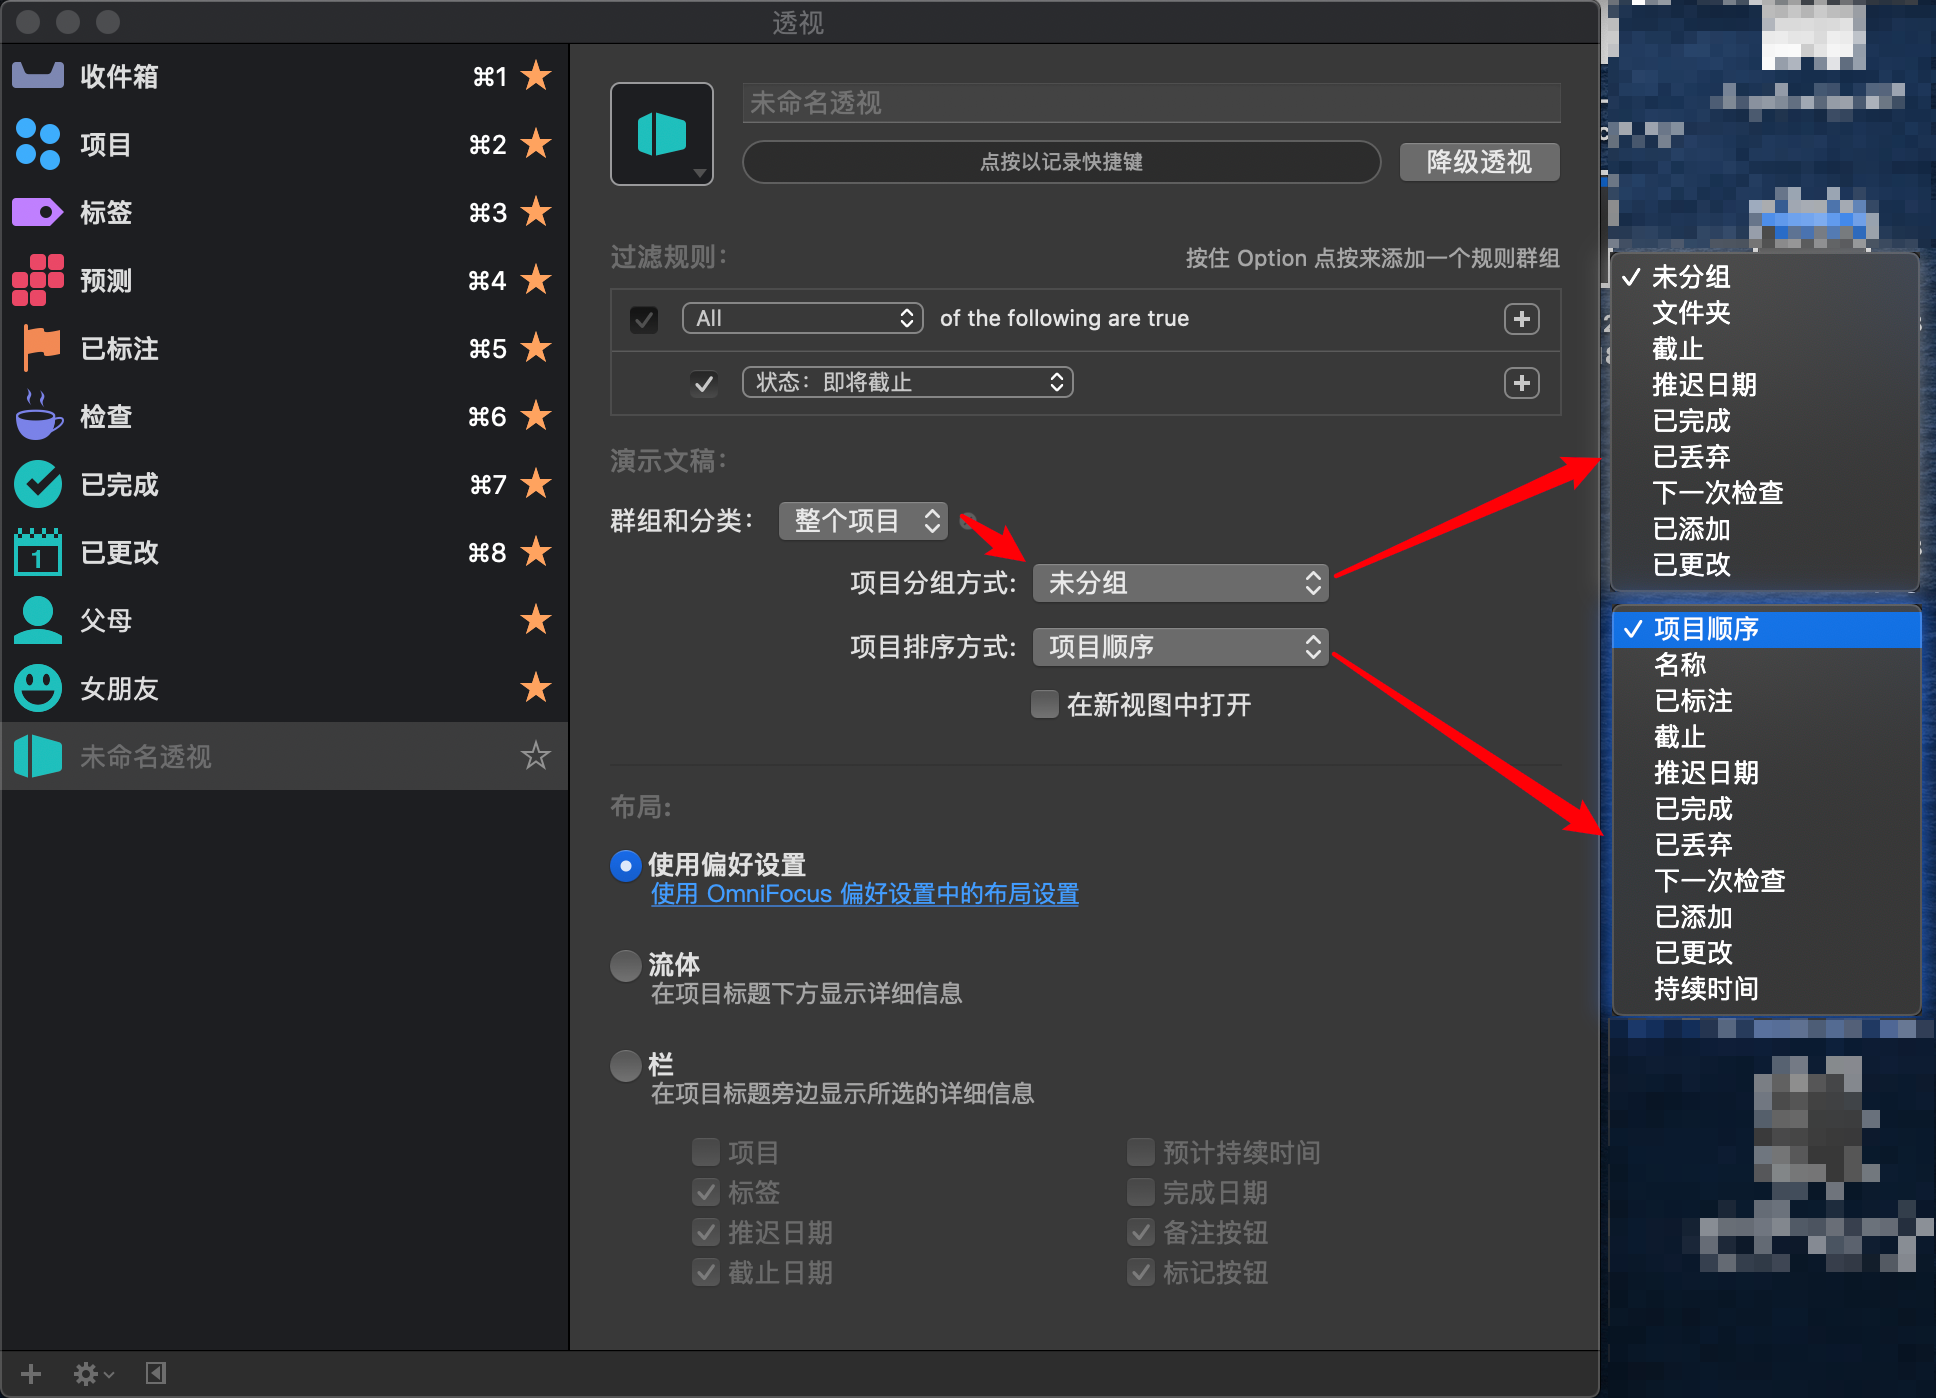 透视
收件箱 ⌘1
项目 ⌘2
标签 ⌘3
预测 ⌘4
已标注 ⌘5
检查 ⌘6
已完成 ⌘7
1 已更改 ⌘8
父母
女朋友
未命名透视
未命名透视
点按以记录快捷键 降级透视
过滤规则： 按住 Option 点按来添加一个规则群组
All of the following are true
状态：即将截止
演示文稿：
群组和分类： 整个项目
项目分组方式: 未分组
项目排序方式: 项目顺序
在新视图中打开
布局:
使用偏好设置
使用 OmniFocus 偏好设置中的布局设置
流体
在项目标题下方显示详细信息
栏
在项目标题旁边显示所选的详细信息
项目 预计持续时间
标签 完成日期
推迟日期 备注按钮
截止日期 标记按钮
未分组
文件夹
截止
推迟日期
已完成
已丢弃
下一次检查
已添加
已更改
项目顺序
名称
已标注
截止
推迟日期
已完成
已丢弃
下一次检查
已添加
已更改
持续时间